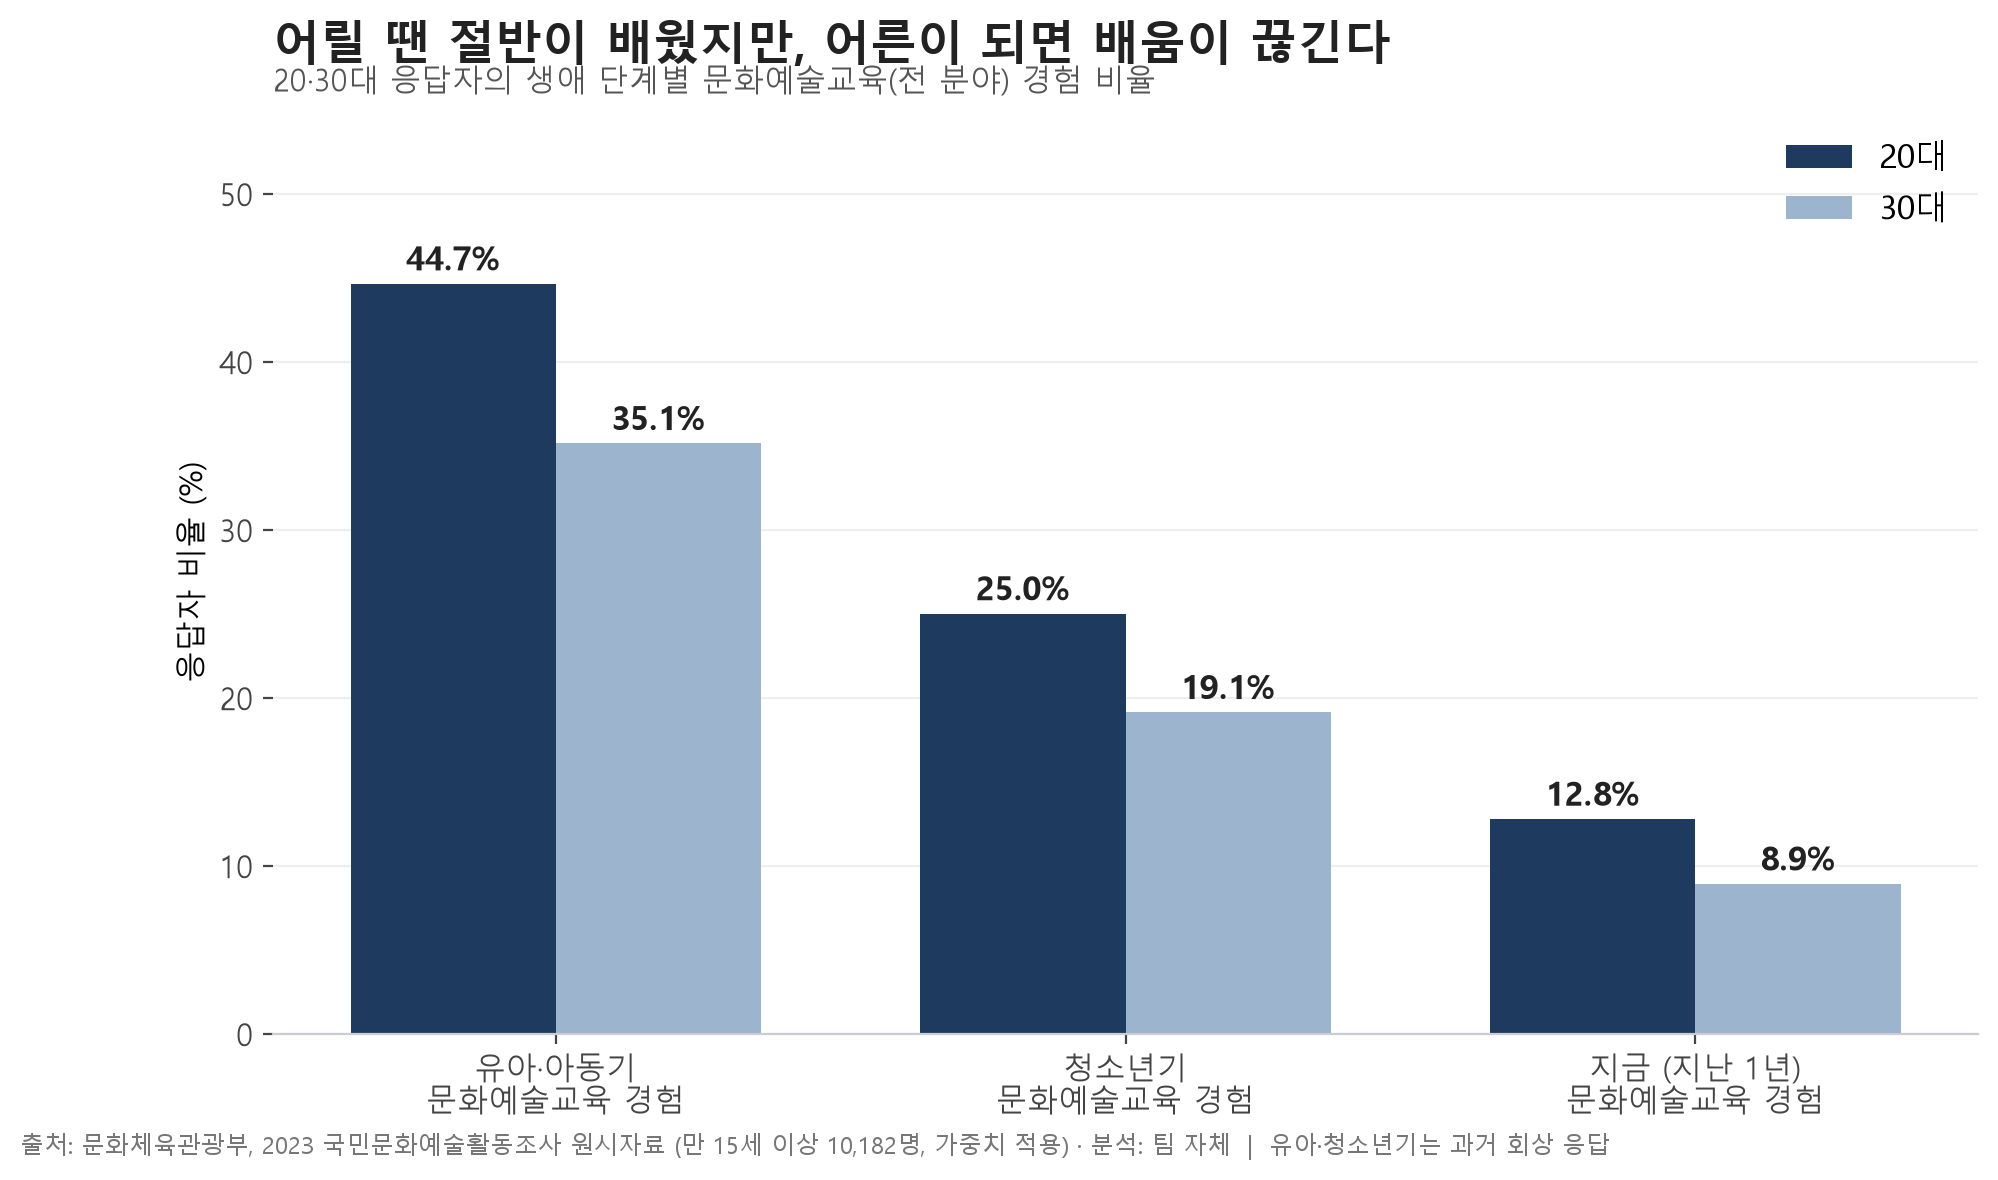 어릴 땐 절반이 배웠지만, 어른이 되면 배움이 끊긴다
20·30대 응답자의 생애 단계별 문화예술교육(전 분야) 경험 비율
20대
30대
응답자 비율 (%)
50
40
30
20
10
0
44.7%
35.1%
25.0%
19.1%
12.8%
8.9%
유아·아동기
문화예술교육 경험
청소년기
문화예술교육 경험
지금 (지난 1년)
문화예술교육 경험
출처: 문화체육관광부, 2023 국민문화예술활동조사 원시자료 (만 15세 이상 10,182명, 가중치 적용) · 분석: 팀 자체 | 유아·청소년기는 과거 회상 응답